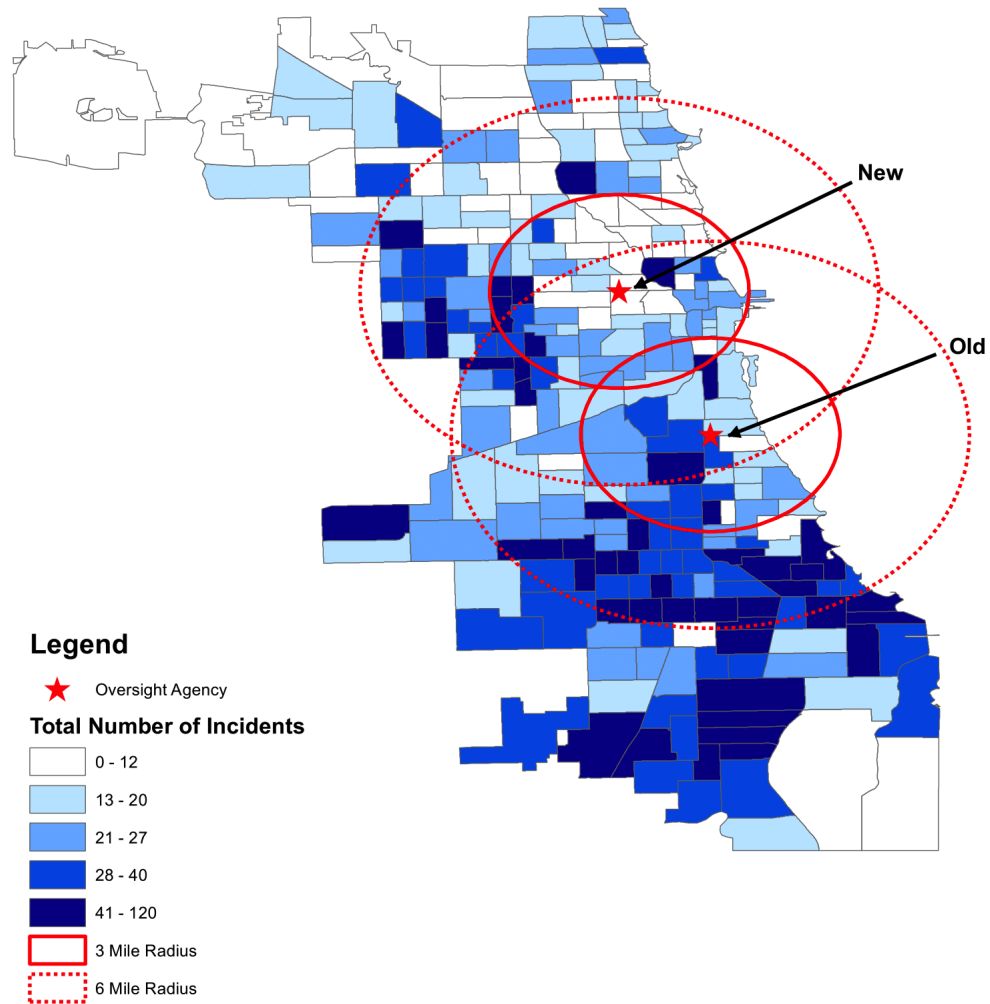 New
Old
Legend
Oversight Agency
Total Number of Incidents
0 - 12
13 - 20
21 - 27
28 - 40
41 - 120
3 Mile Radius
6 Mile Radius